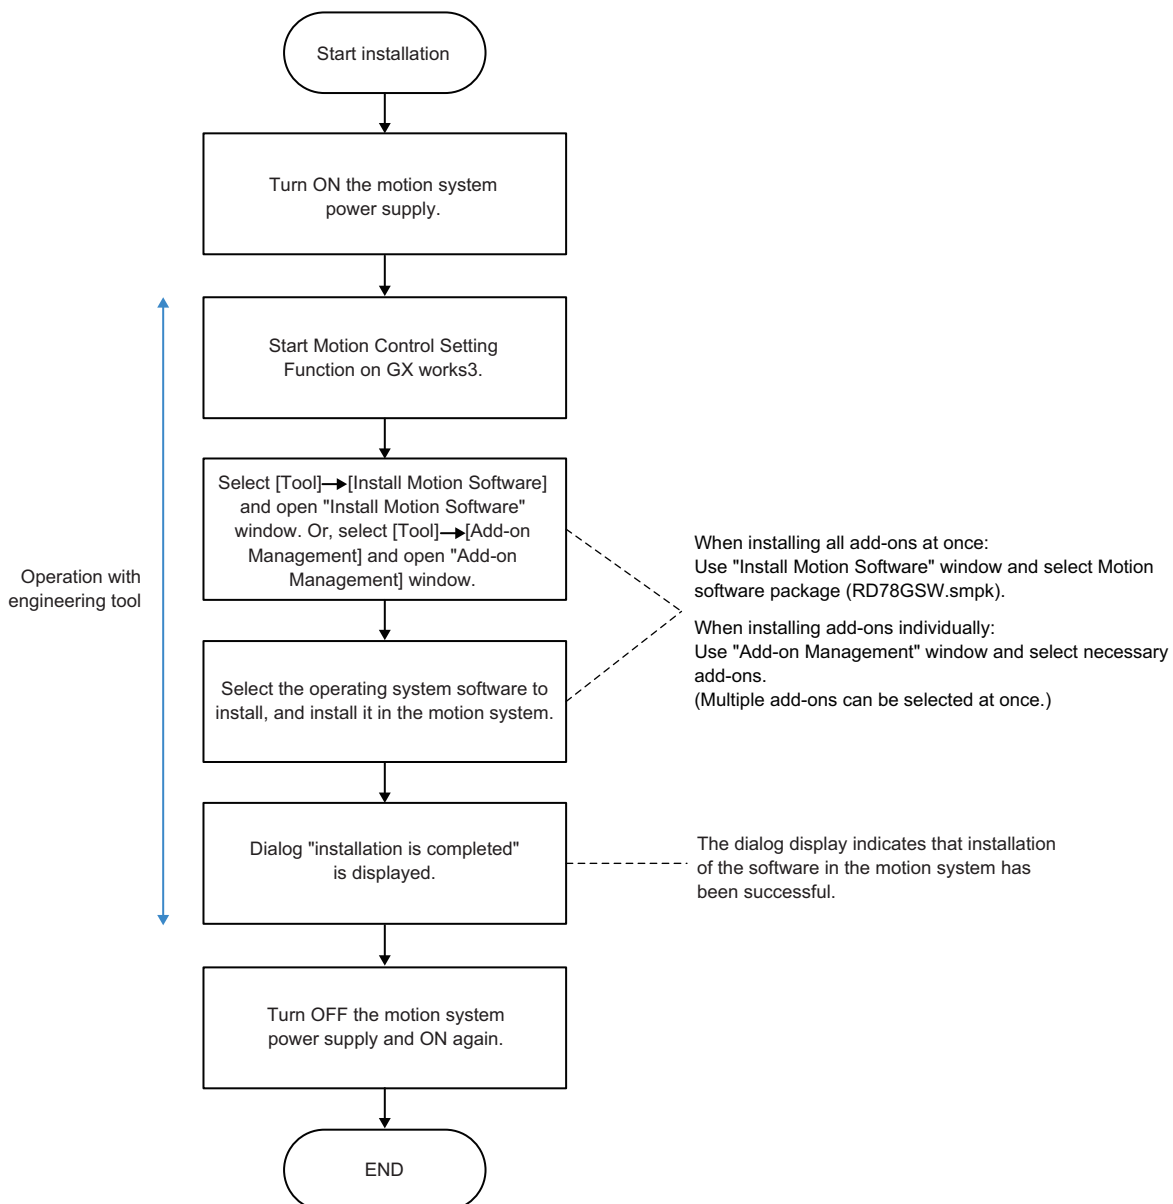 Start installation
Turn ON the motion system
power supply.
Start Motion Control Setting
Function on GX works3.
Select [Tool]→[Install Motion Software]
and open "Install Motion Software"
window. Or, select [Tool]→[Add-on
Management] and open "Add-on
Management] window.
Operation with
engineering tool
When installing all add-ons at once:
Use "Install Motion Software" window and select Motion
software package (RD78GSW.smpk).
When installing add-ons individually:
Use "Add-on Management" window and select necessary
add-ons.
(Multiple add-ons can be selected at once.)
Select the operating system software to
install, and install it in the motion system.
Dialog "installation is completed"
is displayed.
The dialog display indicates that installation
of the software in the motion system has
been successful.
Turn OFF the motion system
power supply and ON again.
END